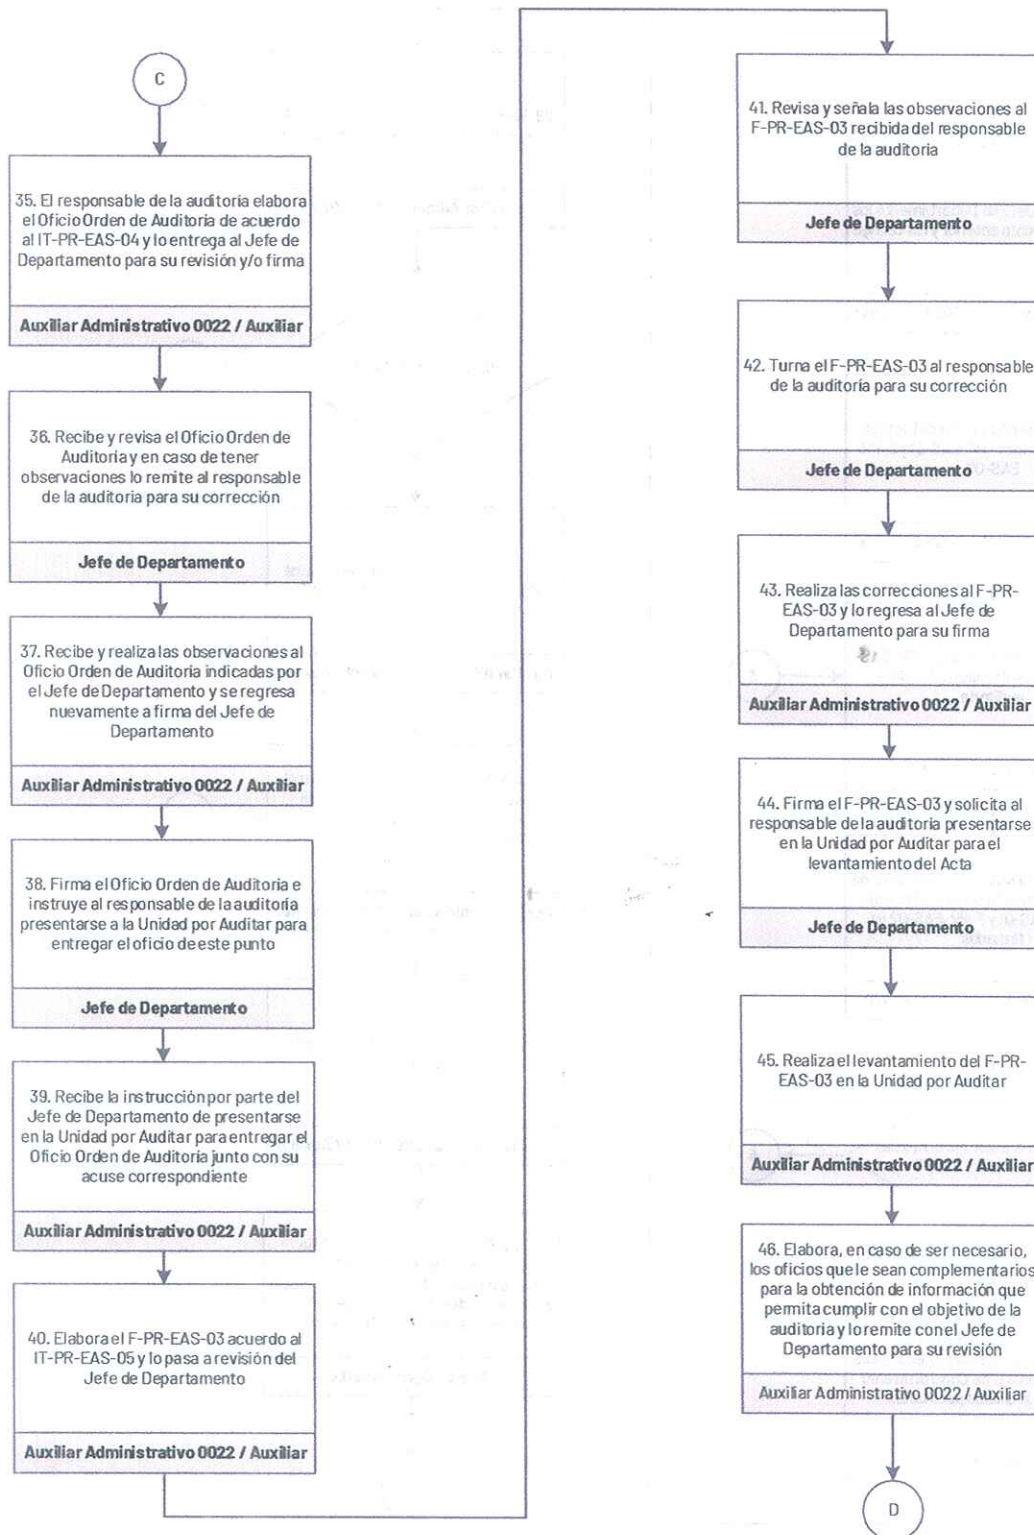 C
35. El responsable de la auditoría elabora
el Oficio Orden de Auditoría de acuerdo
al IT-PR-EAS-04 y lo entrega al Jefe de
Departamento para su revisión y/o firma
Auxiliar Administrativo 0022 / Auxiliar
36. Recibe y revisa el Oficio Orden de
Auditoría y en caso de tener
observaciones lo remite al responsable
de la auditoría para su corrección
Jefe de Departamento
37. Recibe y realiza las observaciones al
Oficio Orden de Auditoría indicadas por
el Jefe de Departamento y se regresa
nuevamente a firma del Jefe de
Departamento
Auxiliar Administrativo 0022 / Auxiliar
38. Firma el Oficio Orden de Auditoría e
instruye al responsable de la auditoría
presentarse a la Unidad por Auditar para
entregar el oficio de este punto
Jefe de Departamento
39. Recibe la instrucción por parte del
Jefe de Departamento de presentarse
en la Unidad por Auditar para entregar el
Oficio Orden de Auditoría junto con su
acuse correspondiente
Auxiliar Administrativo 0022 / Auxiliar
40. Elabora el F-PR-EAS-03 acuerdo al
IT-PR-EAS-05 y lo pasa a revisión del
Jefe de Departamento
Auxiliar Administrativo 0022 / Auxiliar
41. Revisa y señala las observaciones al
F-PR-EAS-03 recibida del responsable
de la auditoría
Jefe de Departamento
42. Turna el F-PR-EAS-03 al responsable
de la auditoría para su corrección
Jefe de Departamento
43. Realiza las correcciones al F-PR-
EAS-03 y lo regresa al Jefe de
Departamento para su firma
Auxiliar Administrativo 0022 / Auxiliar
44. Firma el F-PR-EAS-03 y solicita al
responsable de la auditoría presentarse
en la Unidad por Auditar para el
levantamiento del Acta
Jefe de Departamento
45. Realiza el levantamiento del F-PR-
EAS-03 en la Unidad por Auditar
Auxiliar Administrativo 0022 / Auxiliar
46. Elabora, en caso de ser necesario,
los oficios que le sean complementarios
para la obtención de información que
permita cumplir con el objetivo de la
auditoría y lo remite con el Jefe de
Departamento para su revisión
Auxiliar Administrativo 0022 / Auxiliar
D